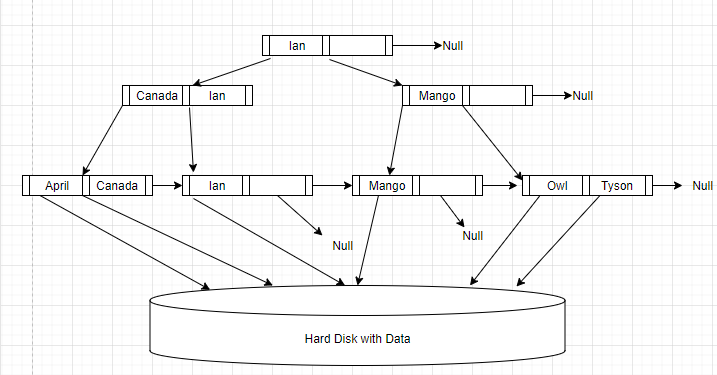 Ian
Null
Canada Ian
Mango
Null
April Canada
Ian
Mango
Owl Tyson
Null
Null
Null
Hard Disk with Data